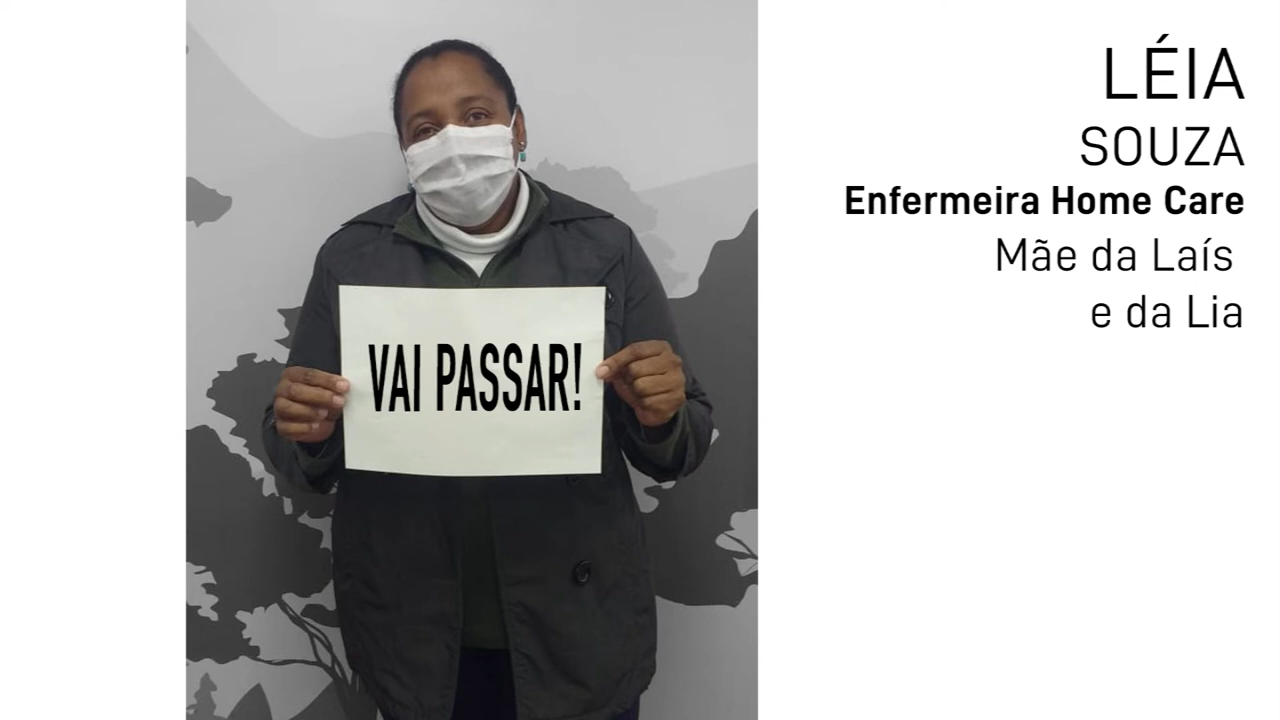 LÉIA
SOUZA
Enfermeira Home Care
Mãe da Laís
e da Lia
VAI PASSAR!